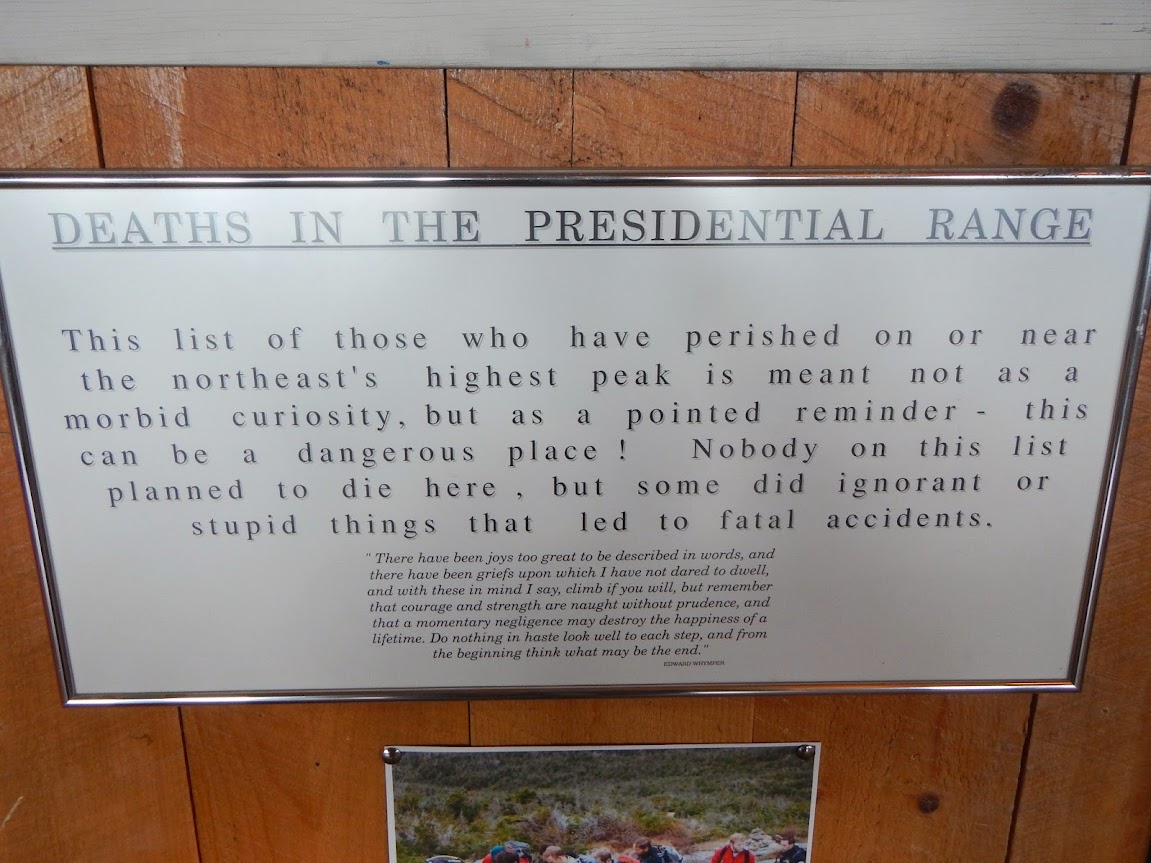 DEATHS IN THE PRESIDENTIAL RANGE
This list of those who have perished on or near
the northeast's highest peak is meant not as a
morbid curiosity, but as a pointed reminder - this
can be a dangerous place ! Nobody on this list
planned to die here , but some did ignorant or
stupid things that led to fatal accidents.
" There have been joys too great to be described in words, and
there have been griefs upon which I have not dared to dwell,
and with these in mind I say, climb if you will, but remember
that courage and strength are naught without prudence, and
that a momentary negligence may destroy the happiness of a
lifetime. Do nothing in haste look well to each step, and from
the beginning think what may be the end. "
EDWARD WHYMPER